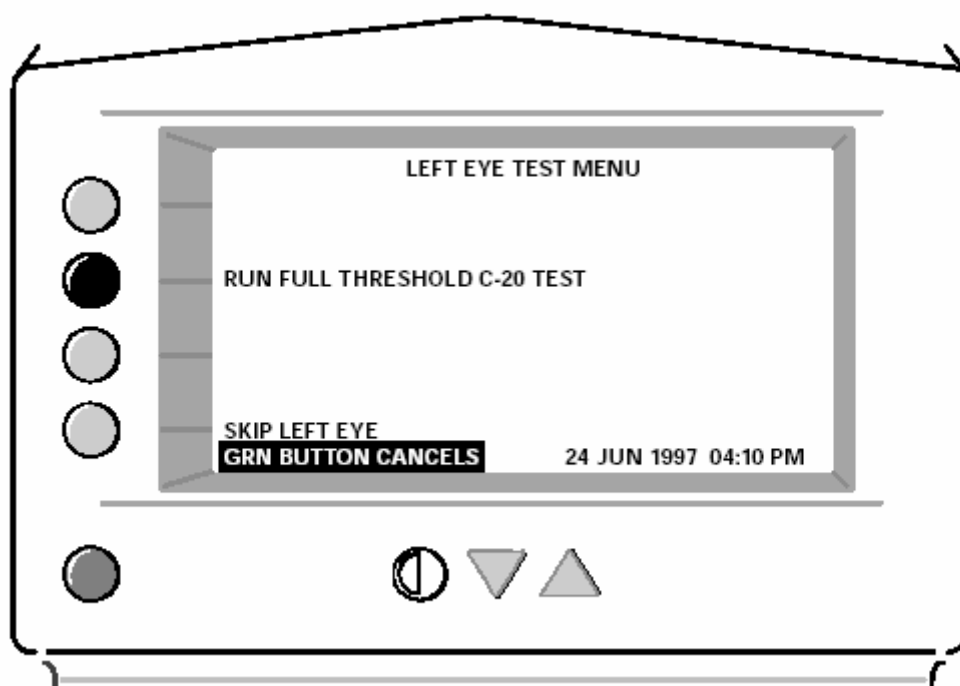 LEFT EYE TEST MENU
RUN FULL THRESHOLD C-20 TEST
SKIP LEFT EYE
GRN BUTTON CANCELS 24 JUN 1997 04:10 PM